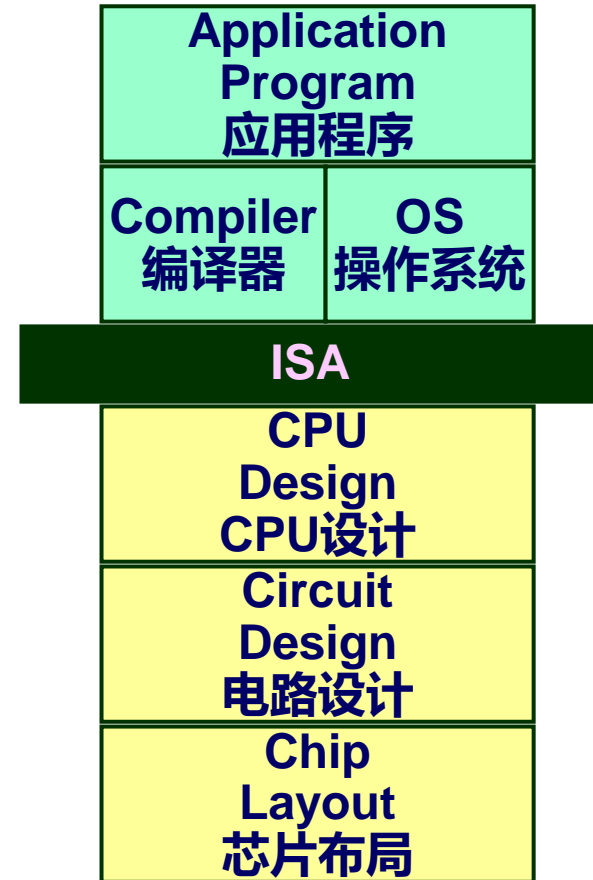 Application
Program
应用程序
Compiler
编译器
OS
操作系统
ISA
CPU
Design
CPU设计
Circuit
Design
电路设计
Chip
Layout
芯片布局